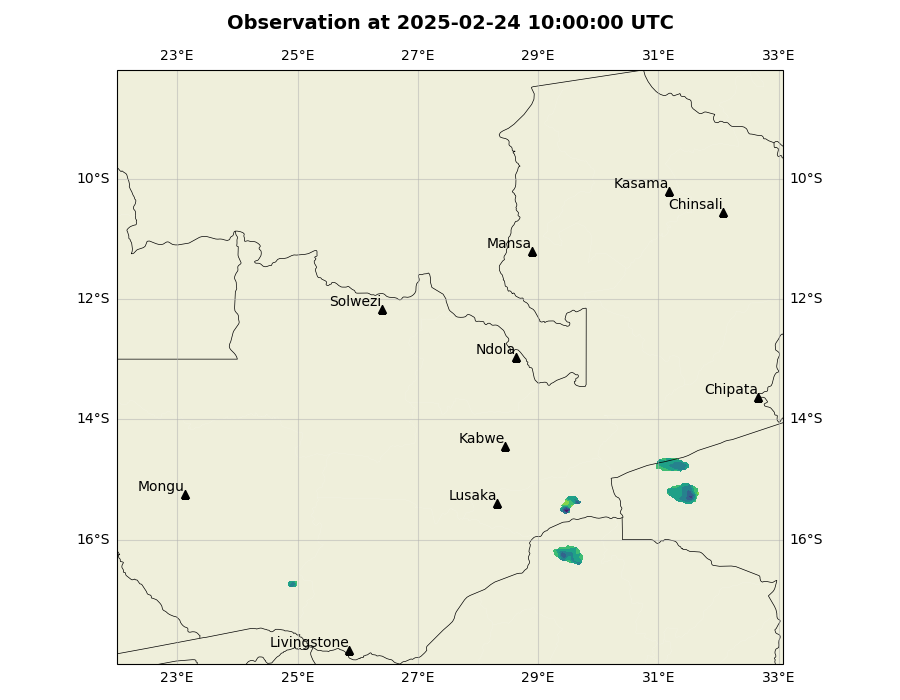 Observation at 2025-02-24 10:00:00 UTC
23°E 25°E 27°E 29°E 31°E 33°E
10°S 10°S
Kasama
Chinsali
Mansa
12°S 12°S
Solwezi
Ndola
Chipata
14°S 14°S
Kabwe
Mongu
Lusaka
16°S 16°S
Livingstone
23°E 25°E 27°E 29°E 31°E 33°E